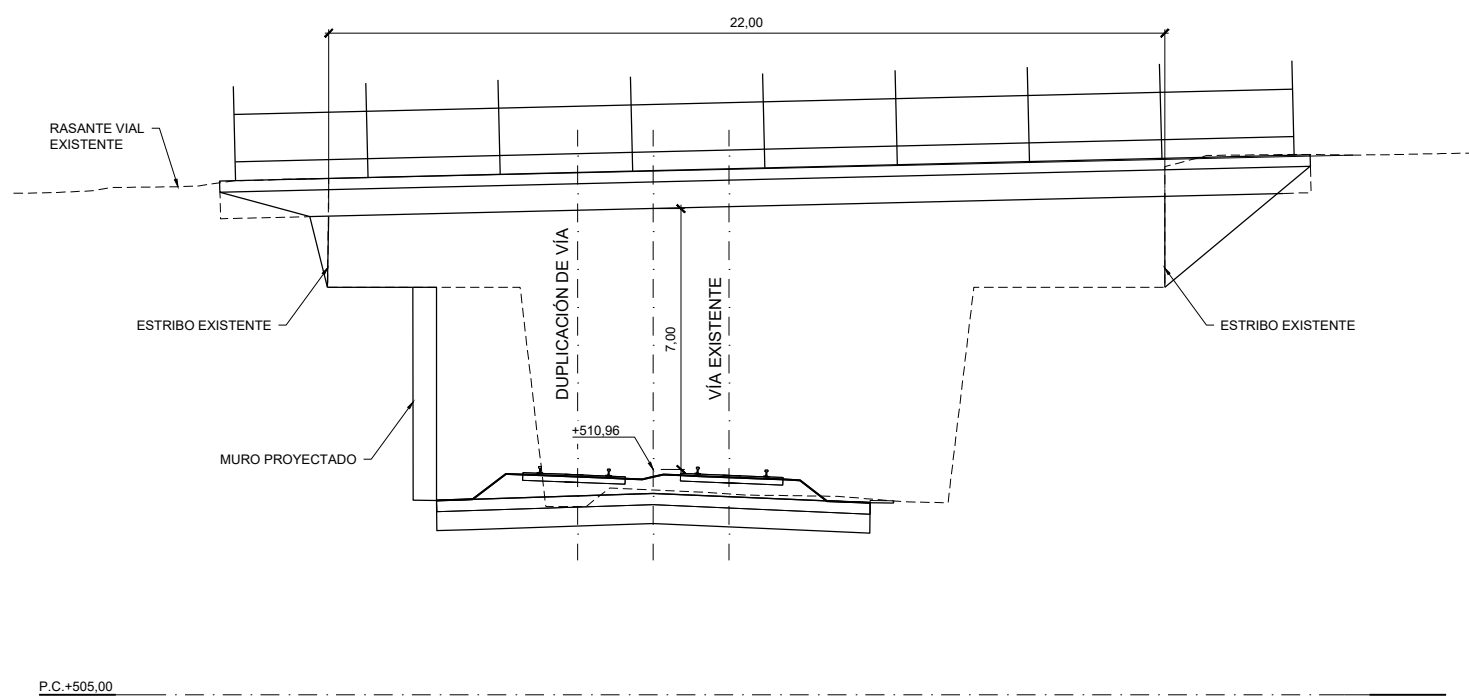 22,00
RASANTE VIAL
EXISTENTE
DUPLICACIÓN DE VÍA
7,00
VÍA EXISTENTE
ESTRIBO EXISTENTE
ESTRIBO EXISTENTE
+510,96
MURO PROYECTADO
P.C.+505,00